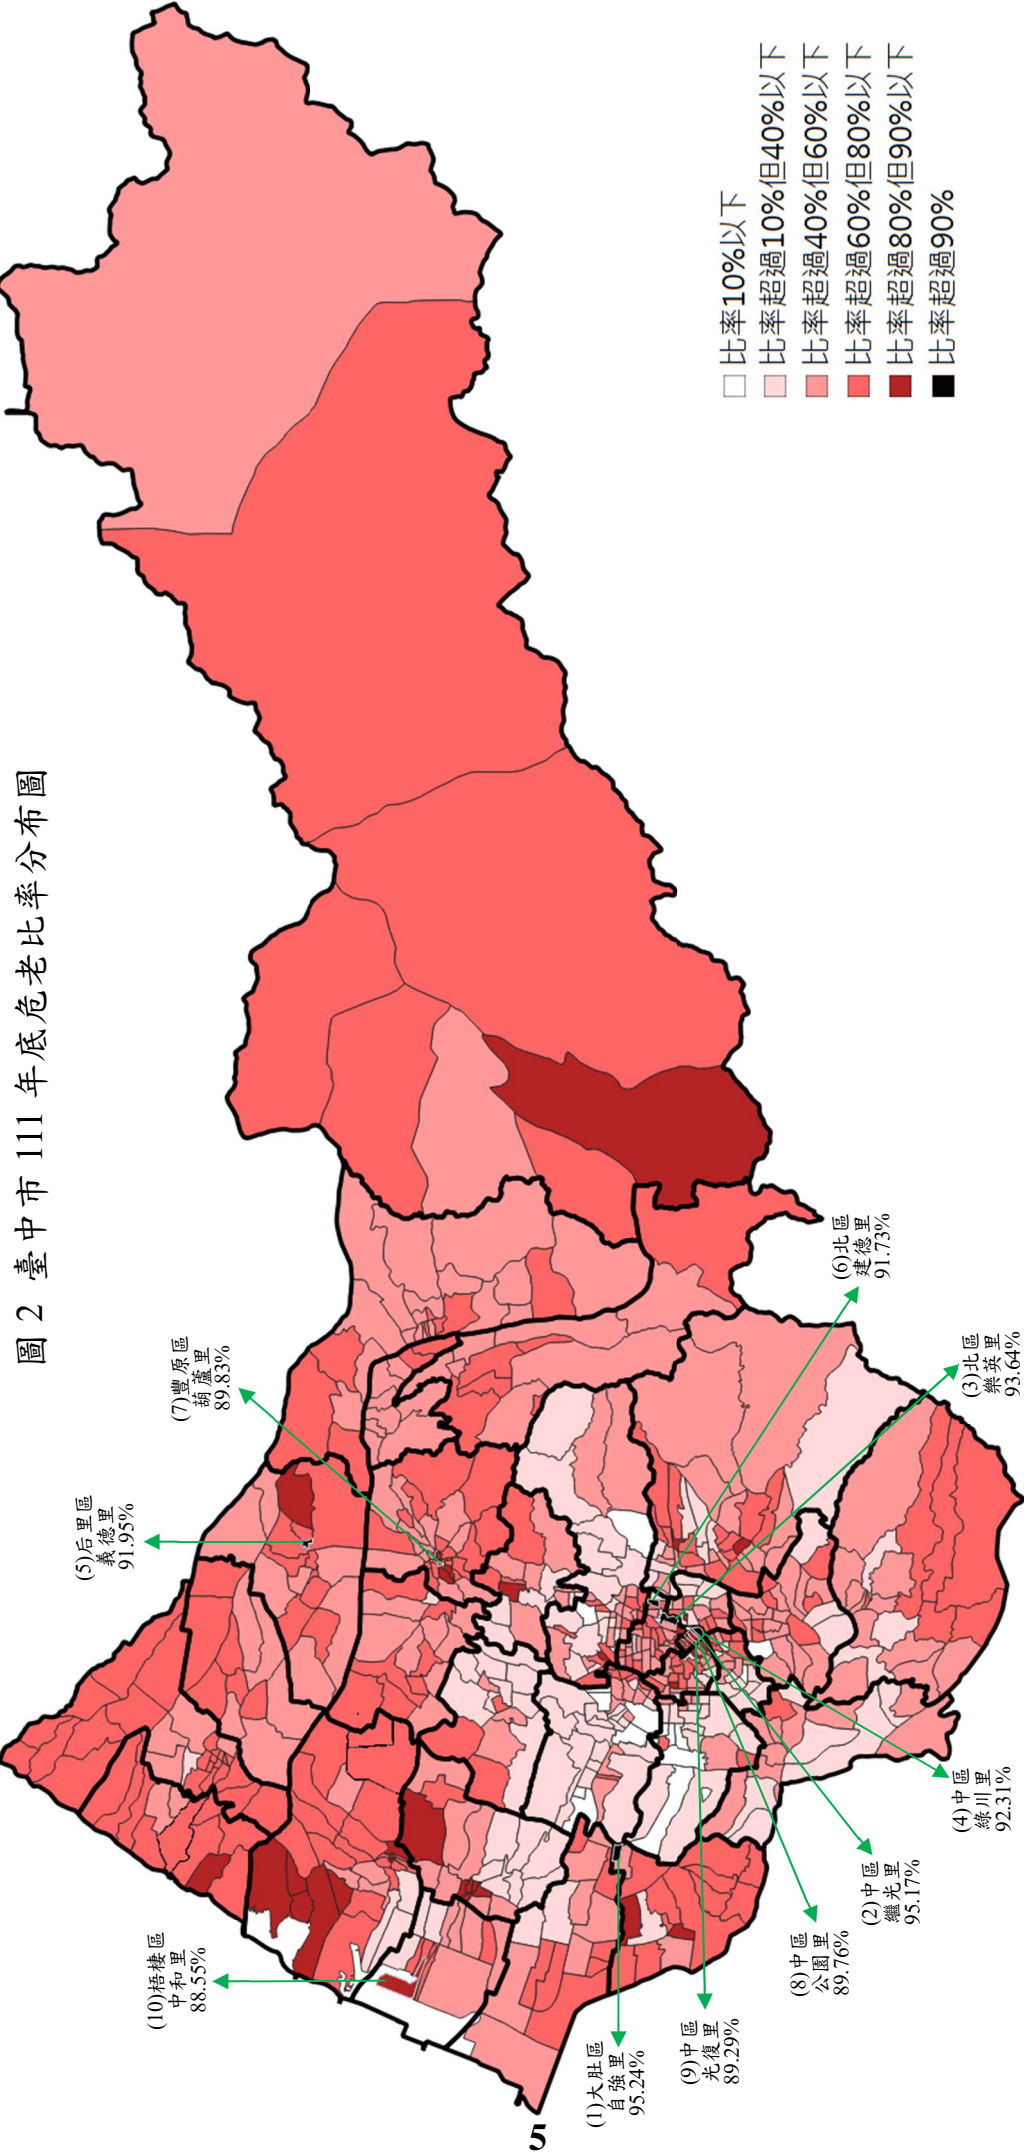 圖 2 臺中市 111 年底危老比率分布圖
(1)大肚區
自強里
95.24%
(2)中區
繼光里
95.17%
(3)北區
樂英里
93.64%
(4)中區
綠川里
92.31%
(5)后里區
義德里
91.95%
(6)北區
建德里
91.73%
(7)豐原區
葫蘆里
89.83%
(8)中區
公園里
89.76%
(9)中區
光復里
89.29%
(10)梧棲區
中和里
88.55%
比率10%以下
比率超過10%但40%以下
比率超過40%但60%以下
比率超過60%但80%以下
比率超過80%但90%以下
比率超過90%
5